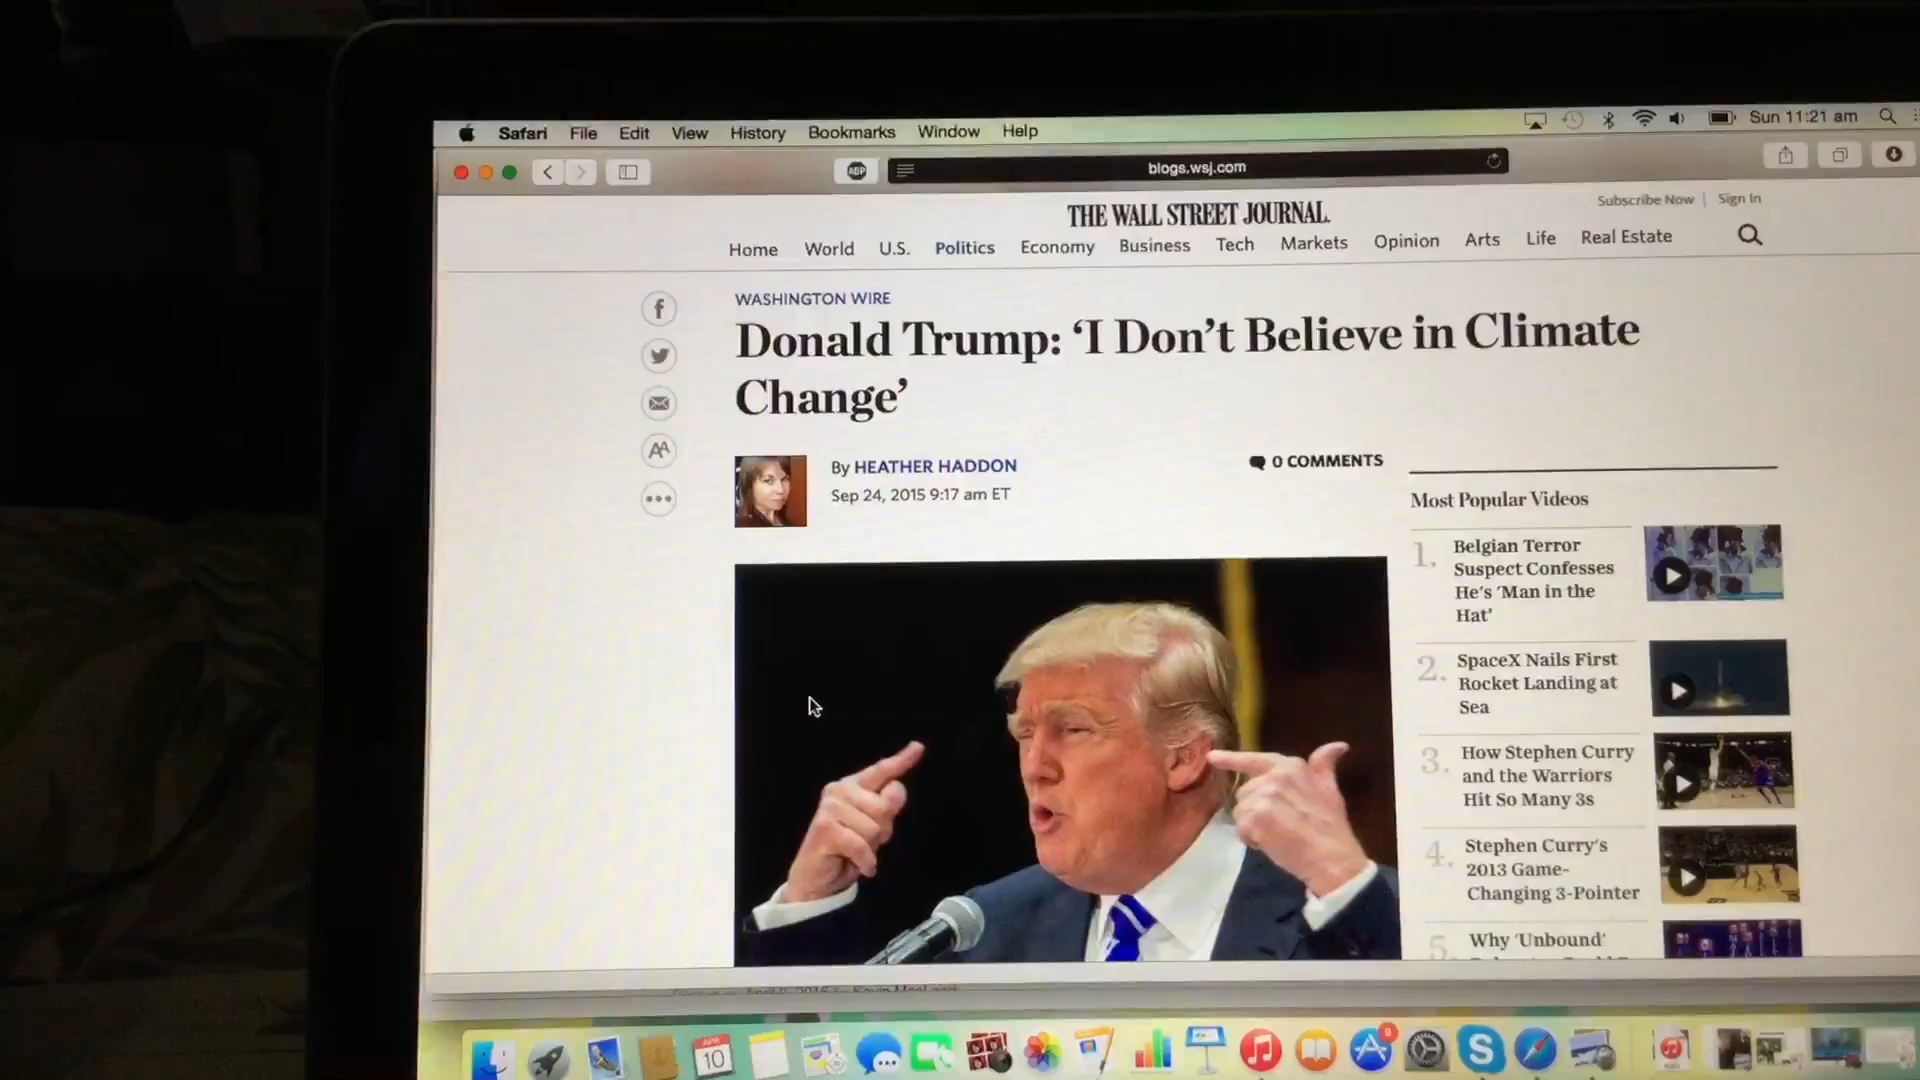 Safari File Edit View History Bookmarks Window Help
Sun 11:21 am
ABP
blogs.wsj.com
Subscribe Now | Sign In
THE WALL STREET JOURNAL.
Home World U.S. Politics Economy Business Tech Markets Opinion Arts Life Real Estate
WASHINGTON WIRE
Donald Trump: ‘I Don’t Believe in Climate
Change’
By HEATHER HADDON
Sep 24, 2015 9:17 am ET
0 COMMENTS
AA
Most Popular Videos
1. Belgian Terror
Suspect Confesses
He's 'Man in the
Hat'
2. SpaceX Nails First
Rocket Landing at
Sea
3. How Stephen Curry
and the Warriors
Hit So Many 3s
4. Stephen Curry's
2013 Game-
Changing 3-Pointer
5. Why 'Unbound'
APR
10
9